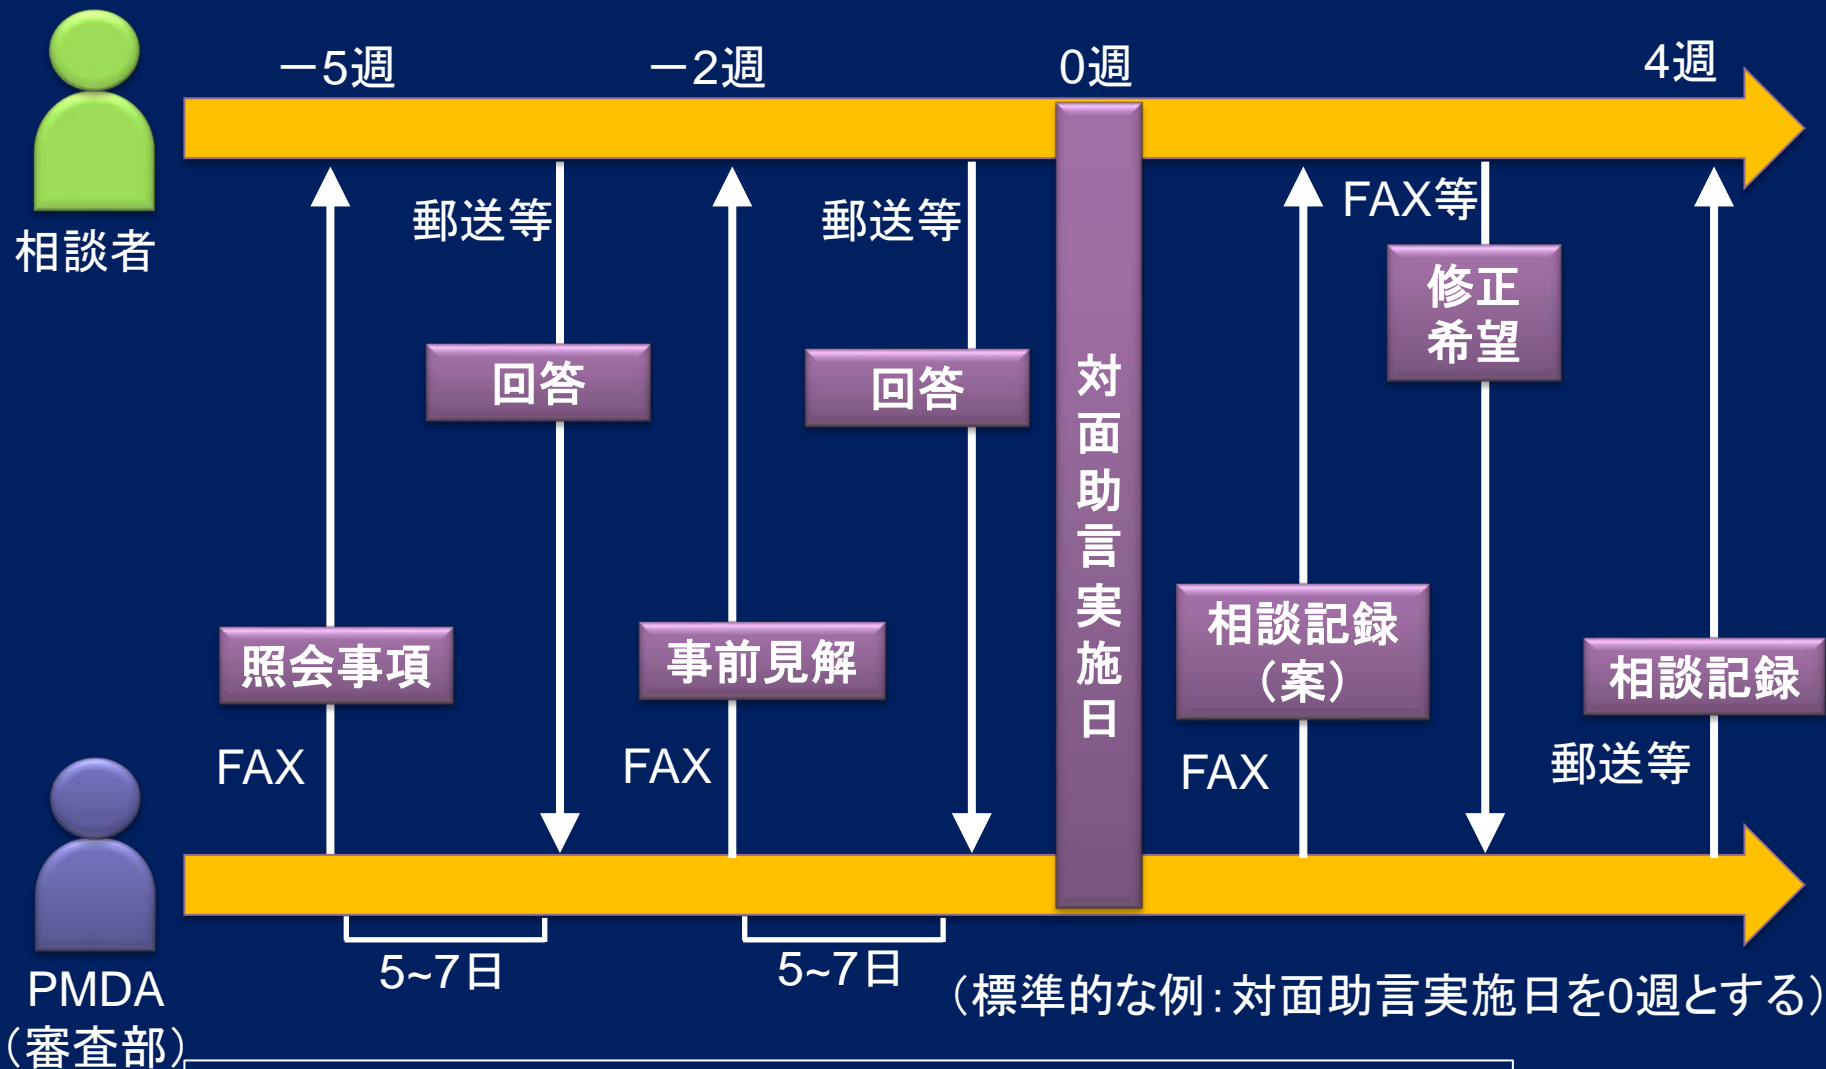 －5週
－2週
0週
4週
相談者
郵送等
郵送等
FAX等
修正
希望
回答
回答
対面助言実施日
照会事項
事前見解
相談記録
（案）
相談記録
FAX
FAX
FAX
郵送等
5~7日
5~7日
PMDA
（審査部）
（標準的な例：対面助言実施日を0週とする）